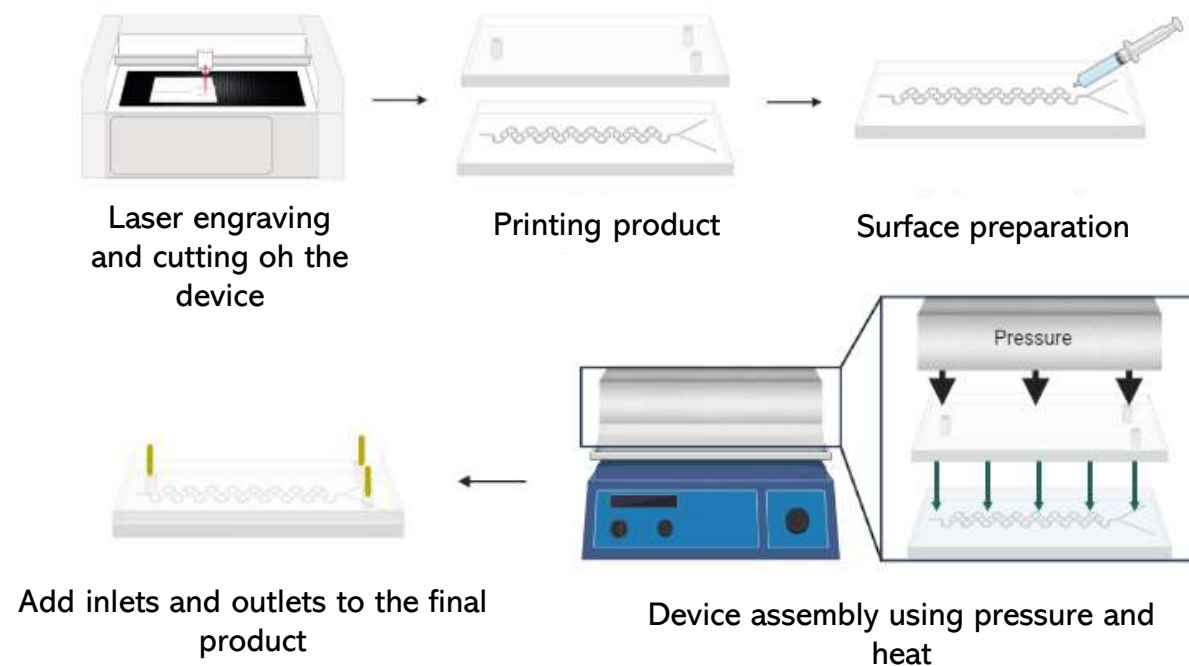 Laser engraving
and cutting oh the
device
Printing product
Surface preparation
Pressure
Add inlets and outlets to the final
product
Device assembly using pressure and
heat